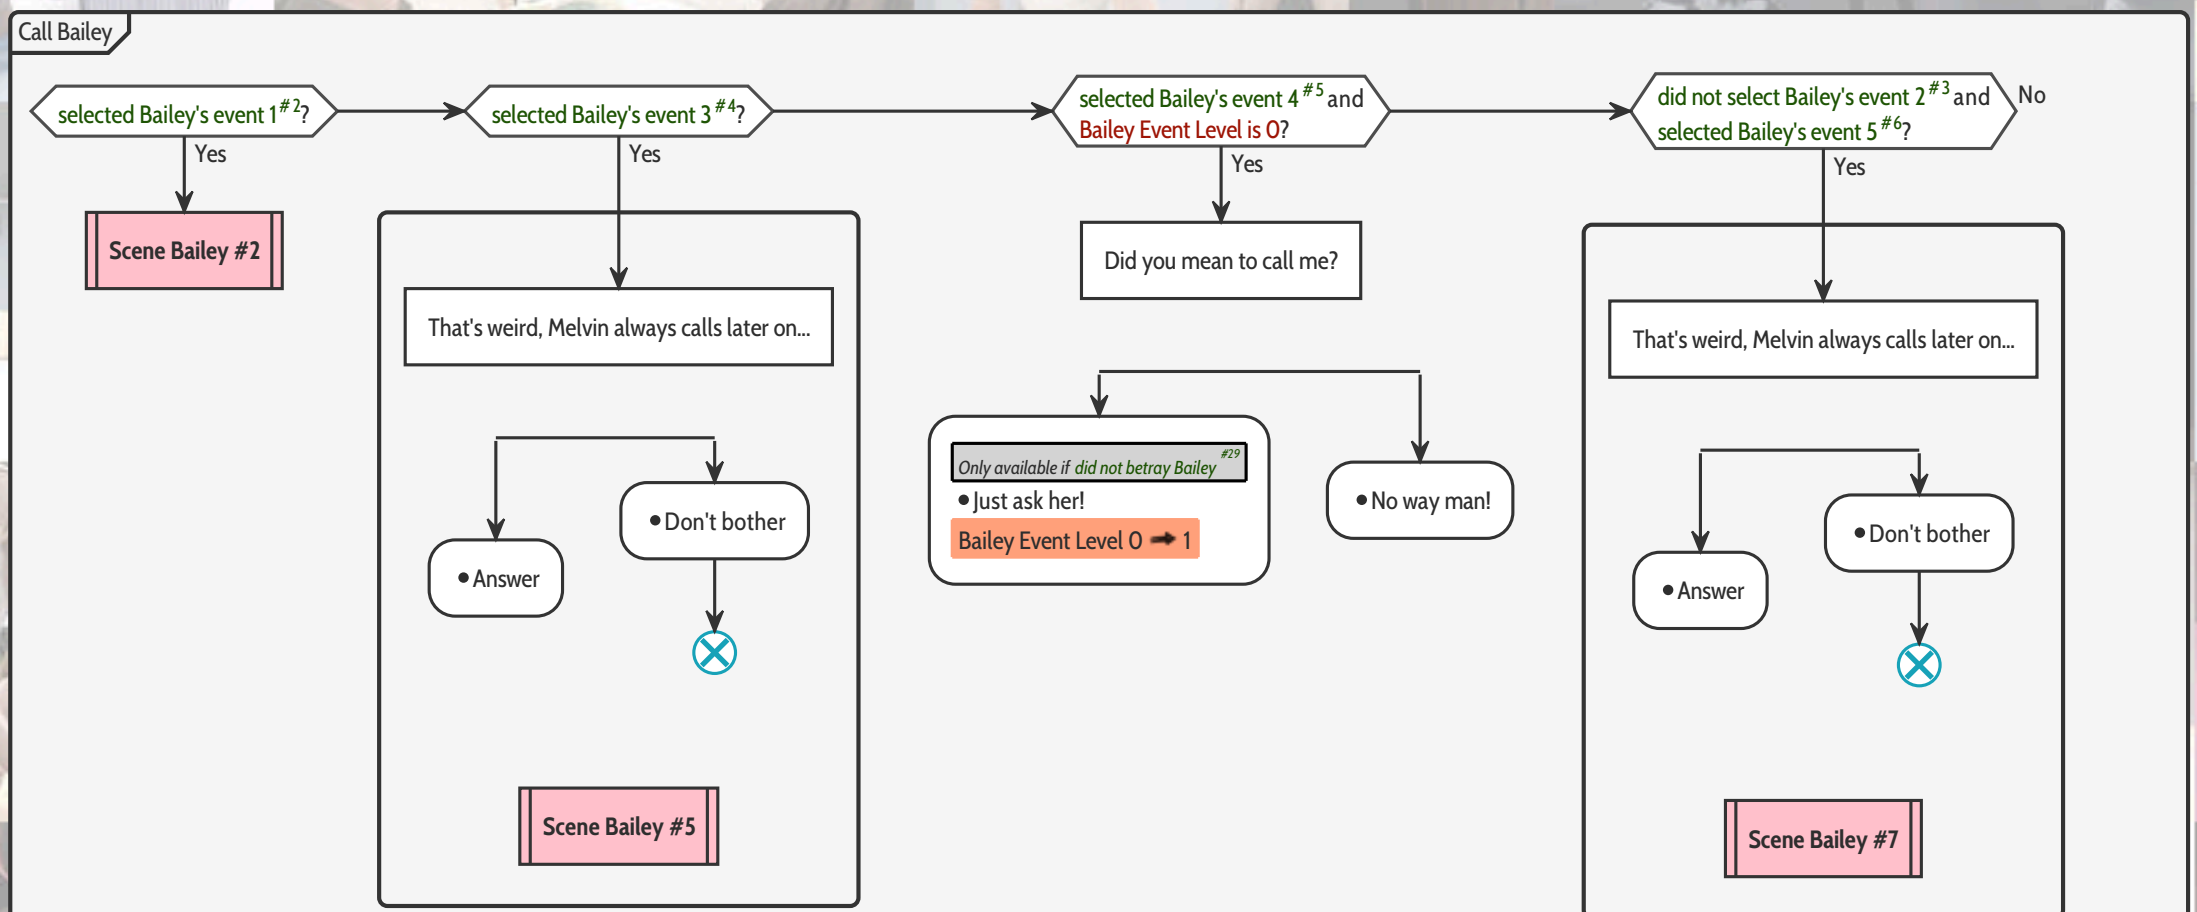 Call Bailey
selected Bailey's event 1 #2?
Yes
Scene Bailey #2
selected Bailey's event 3 #4?
Yes
That's weird, Melvin always calls later on...
• Answer
• Don't bother
Scene Bailey #5
selected Bailey's event 4 #5 and
Bailey Event Level is 0?
Yes
Did you mean to call me?
Only available if did not betray Bailey #29
• Just ask her!
Bailey Event Level 0 ➡ 1
• No way man!
did not select Bailey's event 2 #3 and
selected Bailey's event 5 #6?
No
Yes
That's weird, Melvin always calls later on...
• Answer
• Don't bother
Scene Bailey #7